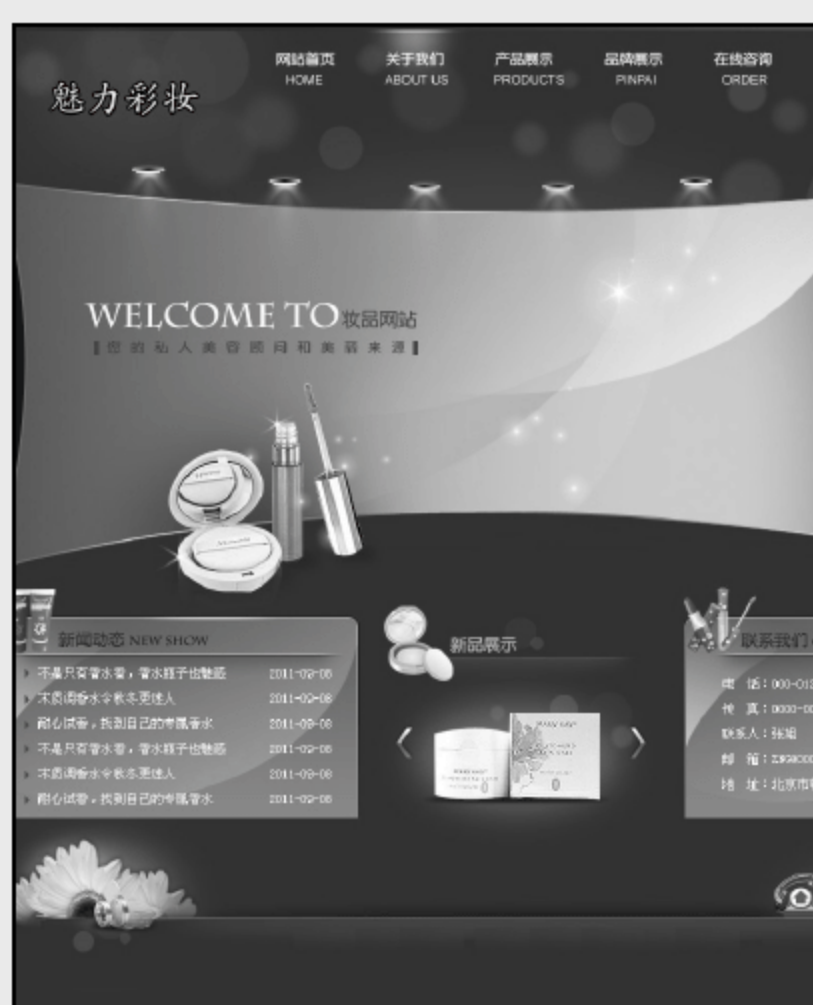 网站首页 关于我们 产品展示 品牌展示 在线咨询
HOME ABOUT US PRODUCTS PINPAI ORDER
魅力彩妆
WELCOME TO 妆品网站
您的私人美容顾问和美丽来源
新闻动态 NEW SHOW
不是只有香水香,香水瓶子也魅惑 2011-09-08
木质调香水令秋冬更迷人 2011-09-08
耐心试香,找到自己的专属香水 2011-09-08
不是只有香水香,香水瓶子也魅惑 2011-09-08
木质调香水令秋冬更迷人 2011-09-08
耐心试香,找到自己的专属香水 2011-09-08
新品展示
MARY KAY
联系我们
电 话:000-012
传 真:0000-00
联系人:张姐
邮 箱:
地 址:北京市